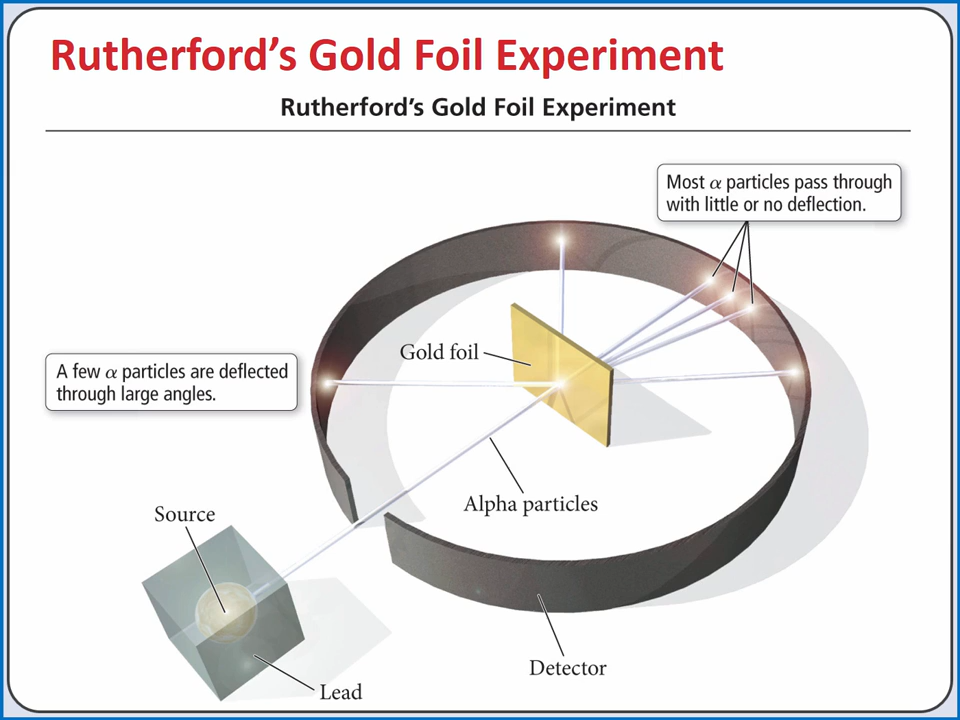 Rutherford's Gold Foil Experiment
Rutherford's Gold Foil Experiment
Most α particles pass through
with little or no deflection.
Gold foil
A few α particles are deflected
through large angles.
Alpha particles
Source
Detector
Lead